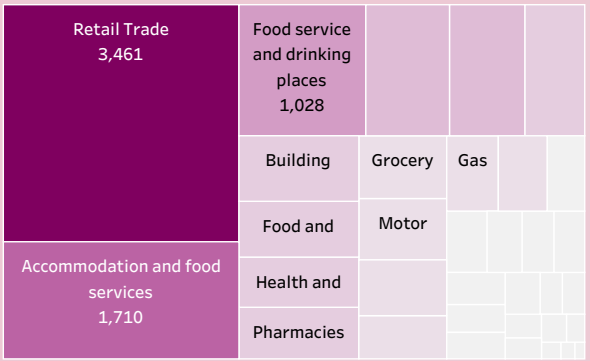 Retail Trade
3,461
Accommodation and food
services
1,710
Food service
and drinking
places
1,028
Building
Food and
Health and
Pharmacies
Grocery
Motor
Gas